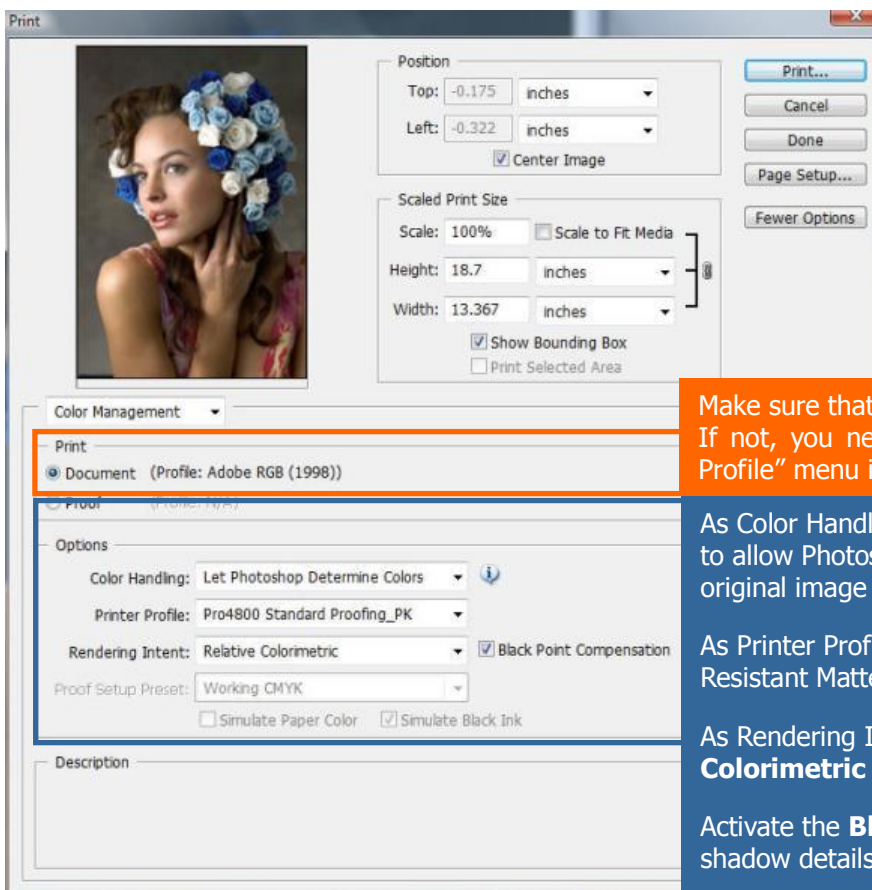 Print
Position
Top: -0.175 inches
Left: -0.322 inches
Center Image
Print...
Cancel
Done
Page Setup...
Fewer Options
Scaled Print Size
Scale: 100% Scale to Fit Media
Height: 18.7 inches
Width: 13.367 inches
Show Bounding Box
Print Selected Area
Color Management
Print
Document (Profile: Adobe RGB (1998))
Proof (Profile: N/A)
Options
Color Handling: Let Photoshop Determine Colors
Printer Profile: Pro4800 Standard Proofing_PK
Rendering Intent: Relative Colorimetric Black Point Compensation
Proof Setup Preset: Working CMYK
Simulate Paper Color Simulate Black Ink
Description
Make sure that
If not, you ne
Profile” menu i
As Color Handl
to allow Photos
original image
As Printer Prof
Resistant Matte
As Rendering I
Colorimetric
Activate the Bl
shadow details